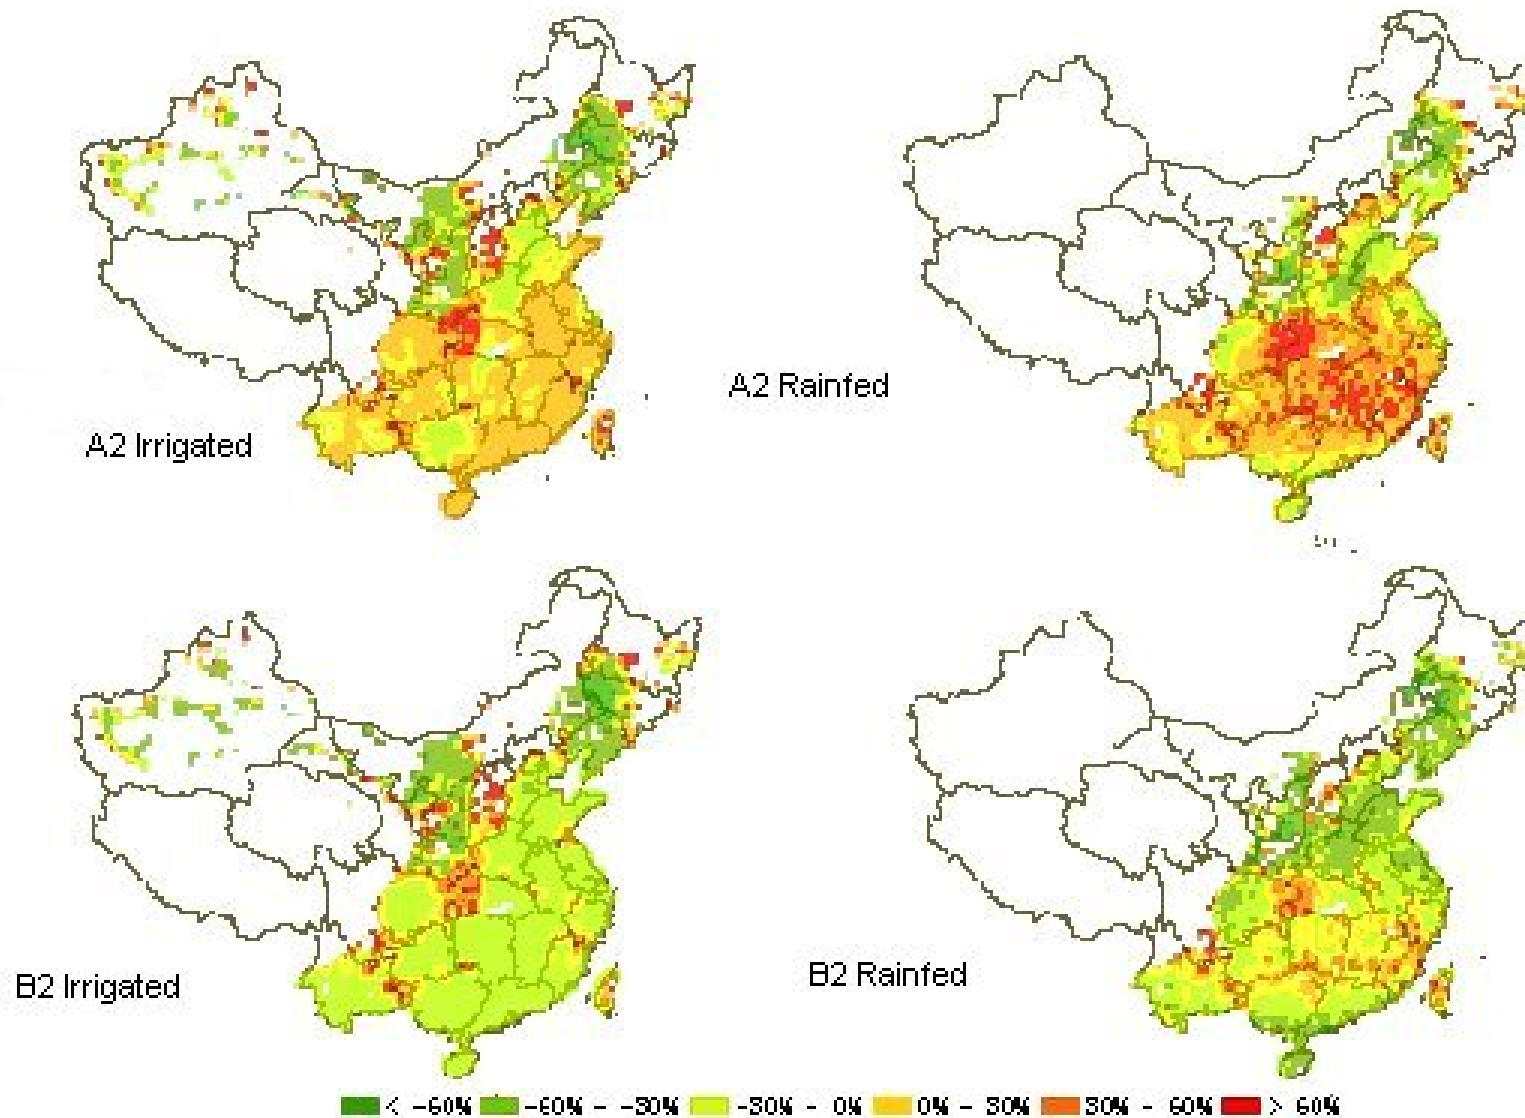 A2 Rainfed
A2 Irrigated
B2 Rainfed
B2 Irrigated
< -60% -60% - -30% -30% - 0% 0% - 30% 30% - 60% > 60%